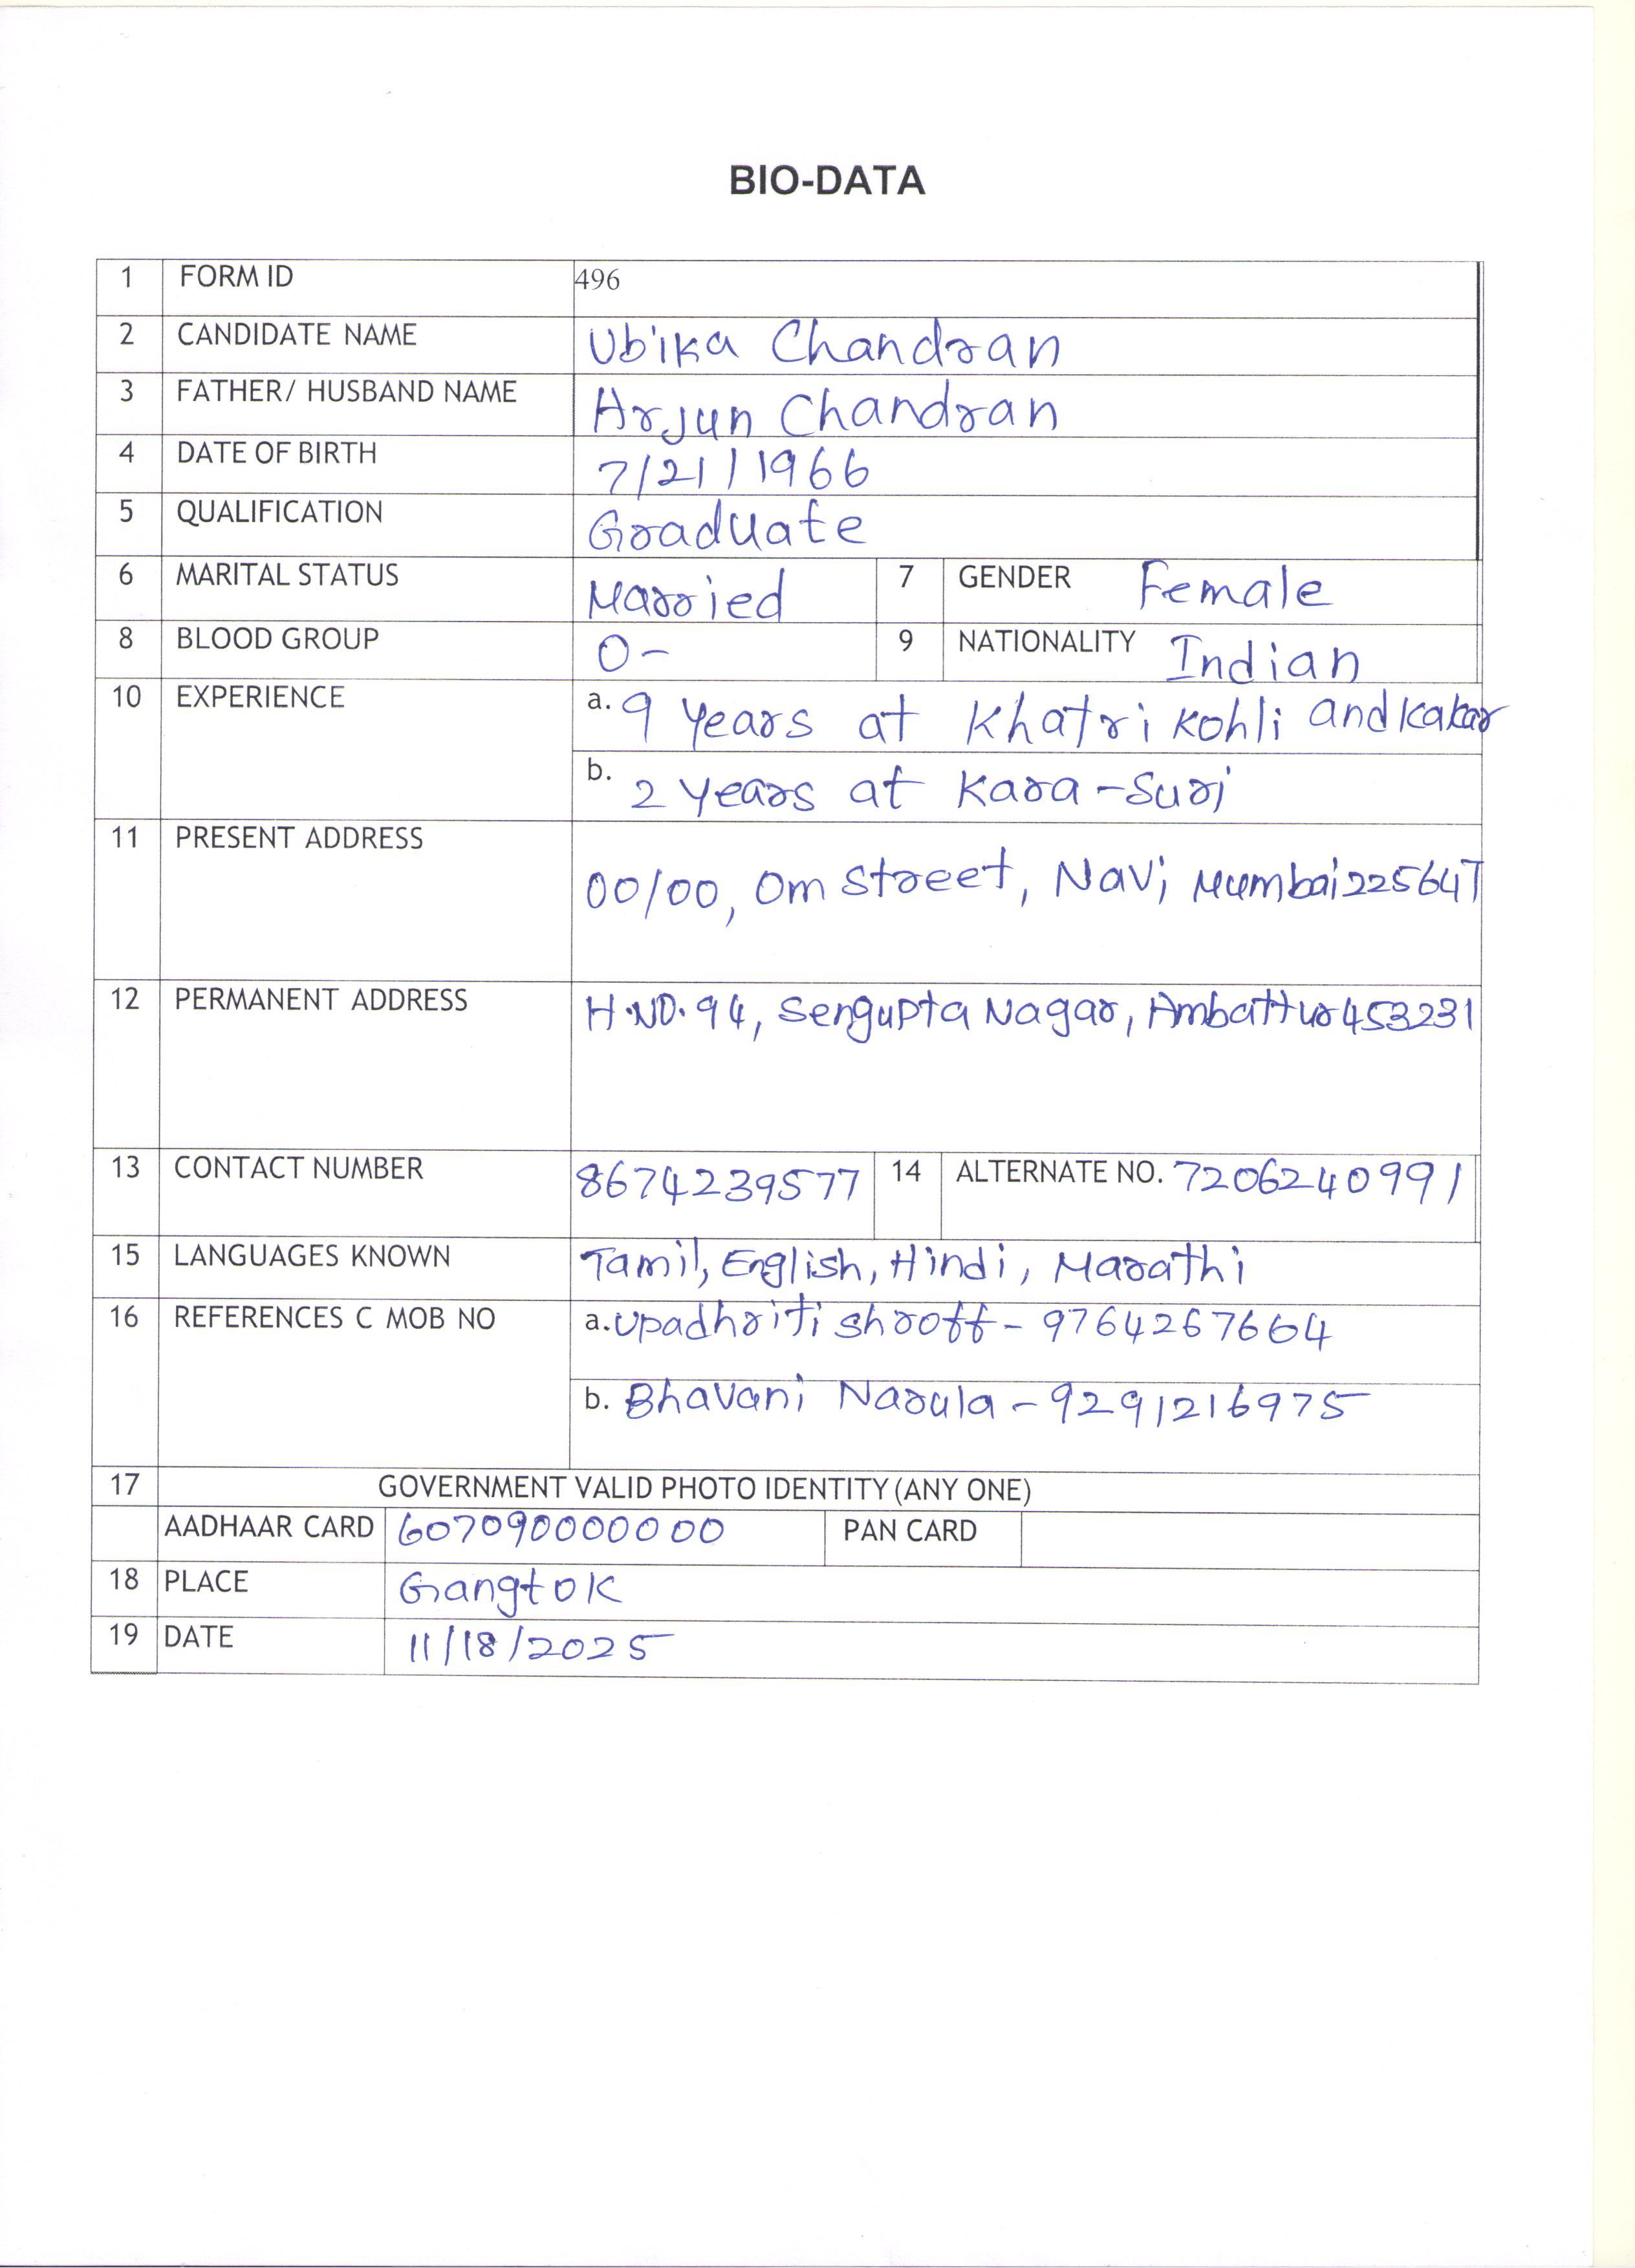 BIO-DATA
1 FORM ID 496
2 CANDIDATE NAME Ubika Chandran
3 FATHER/ HUSBAND NAME Arjun Chandran
4 DATE OF BIRTH 7/21/1966
5 QUALIFICATION Graduate
6 MARITAL STATUS Married 7 GENDER Female
8 BLOOD GROUP O- 9 NATIONALITY Indian
10 EXPERIENCE a. 9 years at Khatri Kohli and Kakar
b. 2 years at Kara-Suri
11 PRESENT ADDRESS 00/00, Om Street, Navi Mumbai 225647
12 PERMANENT ADDRESS H.NO.94, Sengupta Nagar, Ambattur 453231
13 CONTACT NUMBER 8674239577 14 ALTERNATE NO. 7206240991
15 LANGUAGES KNOWN Tamil, English, Hindi, Marathi
16 REFERENCES C MOB NO a. Upadhriti Shroff - 9764267664
b. Bhavani Narula - 9291216975
17 GOVERNMENT VALID PHOTO IDENTITY (ANY ONE)
AADHAAR CARD 607090000000 PAN CARD
18 PLACE Gangtok
19 DATE 11/18/2025